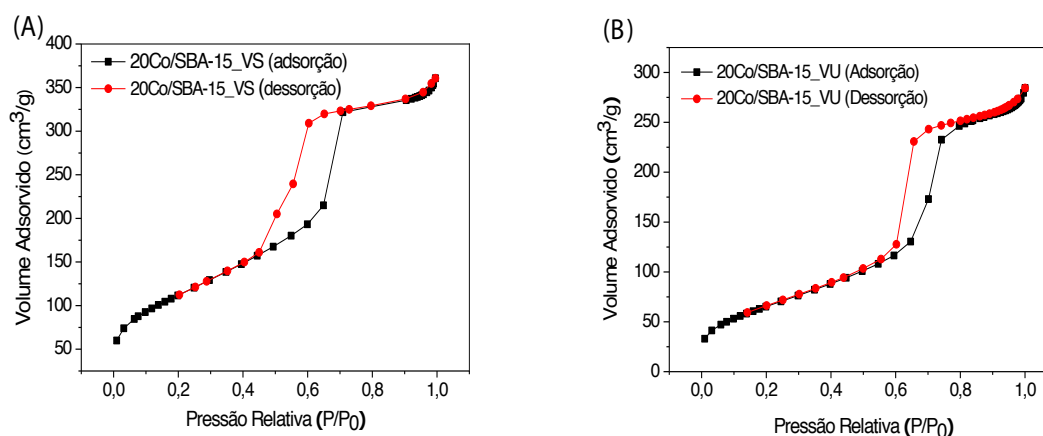 (A)
400
350
300
250
200
150
100
50
Volume Adsorvido (cm³/g)
20Co/SBA-15_VS (adsorção)
20Co/SBA-15_VS (dessorção)
0,0 0,2 0,4 0,6 0,8 1,0
Pressão Relativa (P/P0)
(B)
300
250
200
150
100
50
0
Volume Adsorvido (cm³/g)
20Co/SBA-15_VU (Adsorção)
20Co/SBA-15_VU (Dessorção)
0,0 0,2 0,4 0,6 0,8 1,0
Pressão Relativa (P/P0)